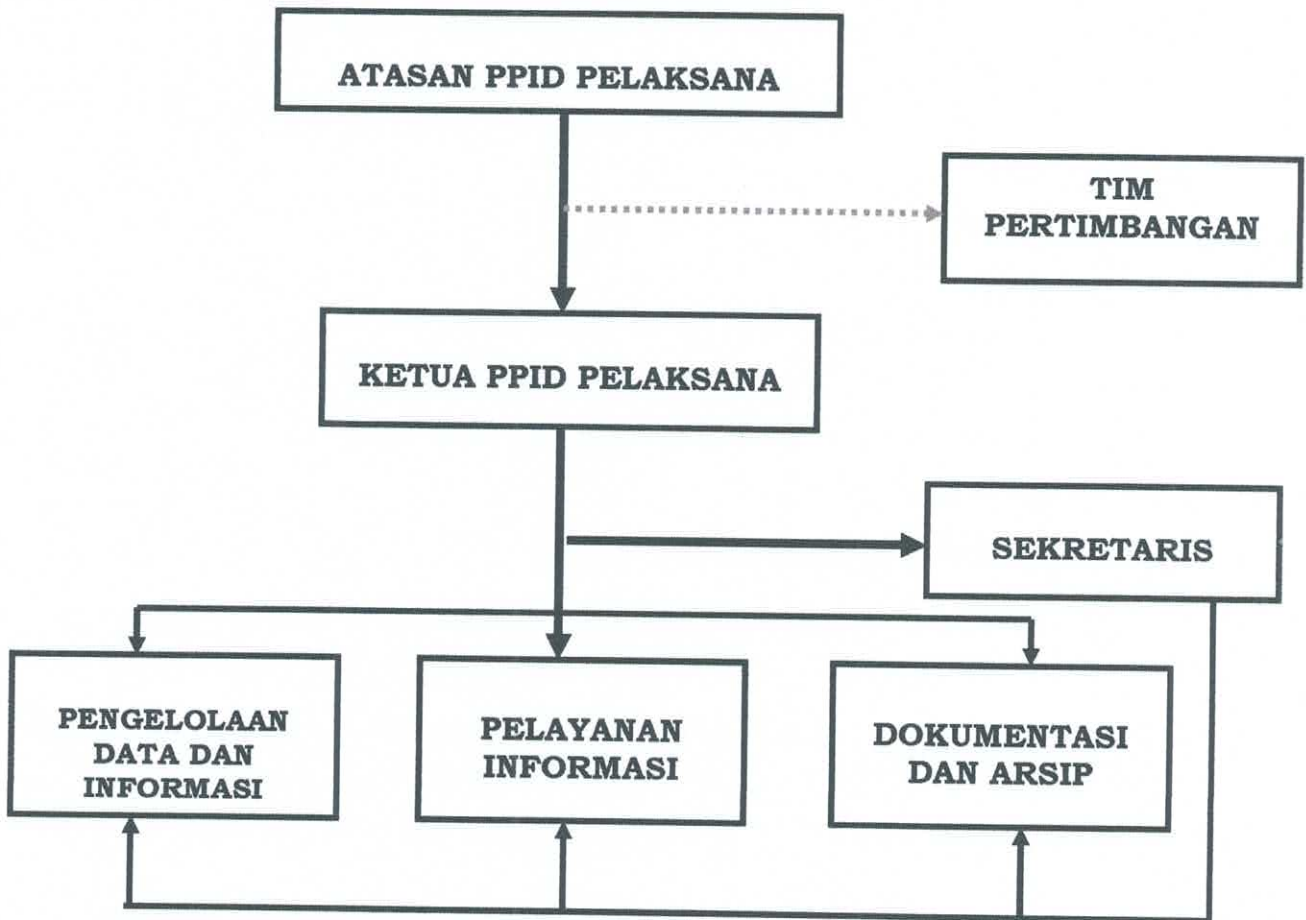 ATASAN PPID PELAKSANA
TIM
PERTIMBANGAN
KETUA PPID PELAKSANA
SEKRETARIS
PENGELOLAAN
DATA DAN
INFORMASI
PELAYANAN
INFORMASI
DOKUMENTASI
DAN ARSIP